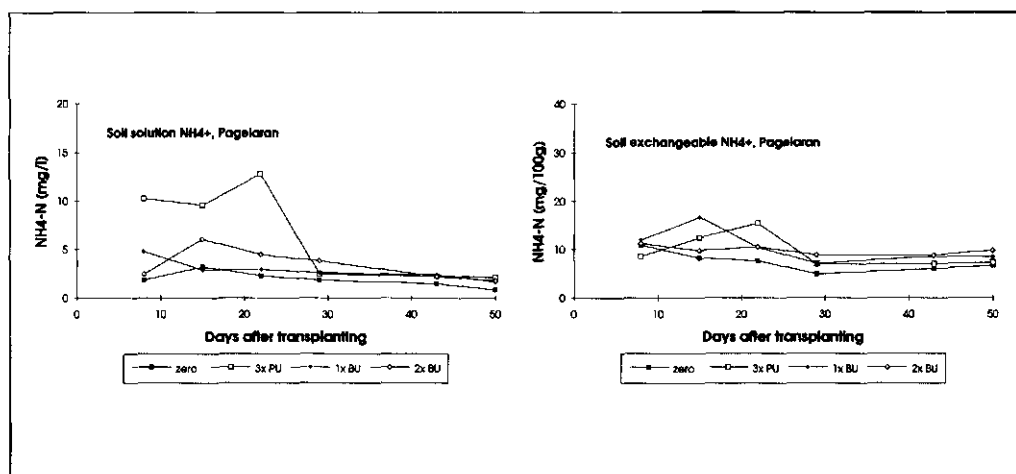 Soil solution NH4+, Pagelaran
NH4-N (mg/l)
20
15
10
5
0
0 10 20 30 40 50
Days after transplanting
zero 3x PU 1x BU 2x BU
Soil exchangeable NH4+, Pagelaran
NH4-N (mg/100g)
40
30
20
10
0
0 10 20 30 40 50
Days after transplanting
zero 3x PU 1x BU 2x BU